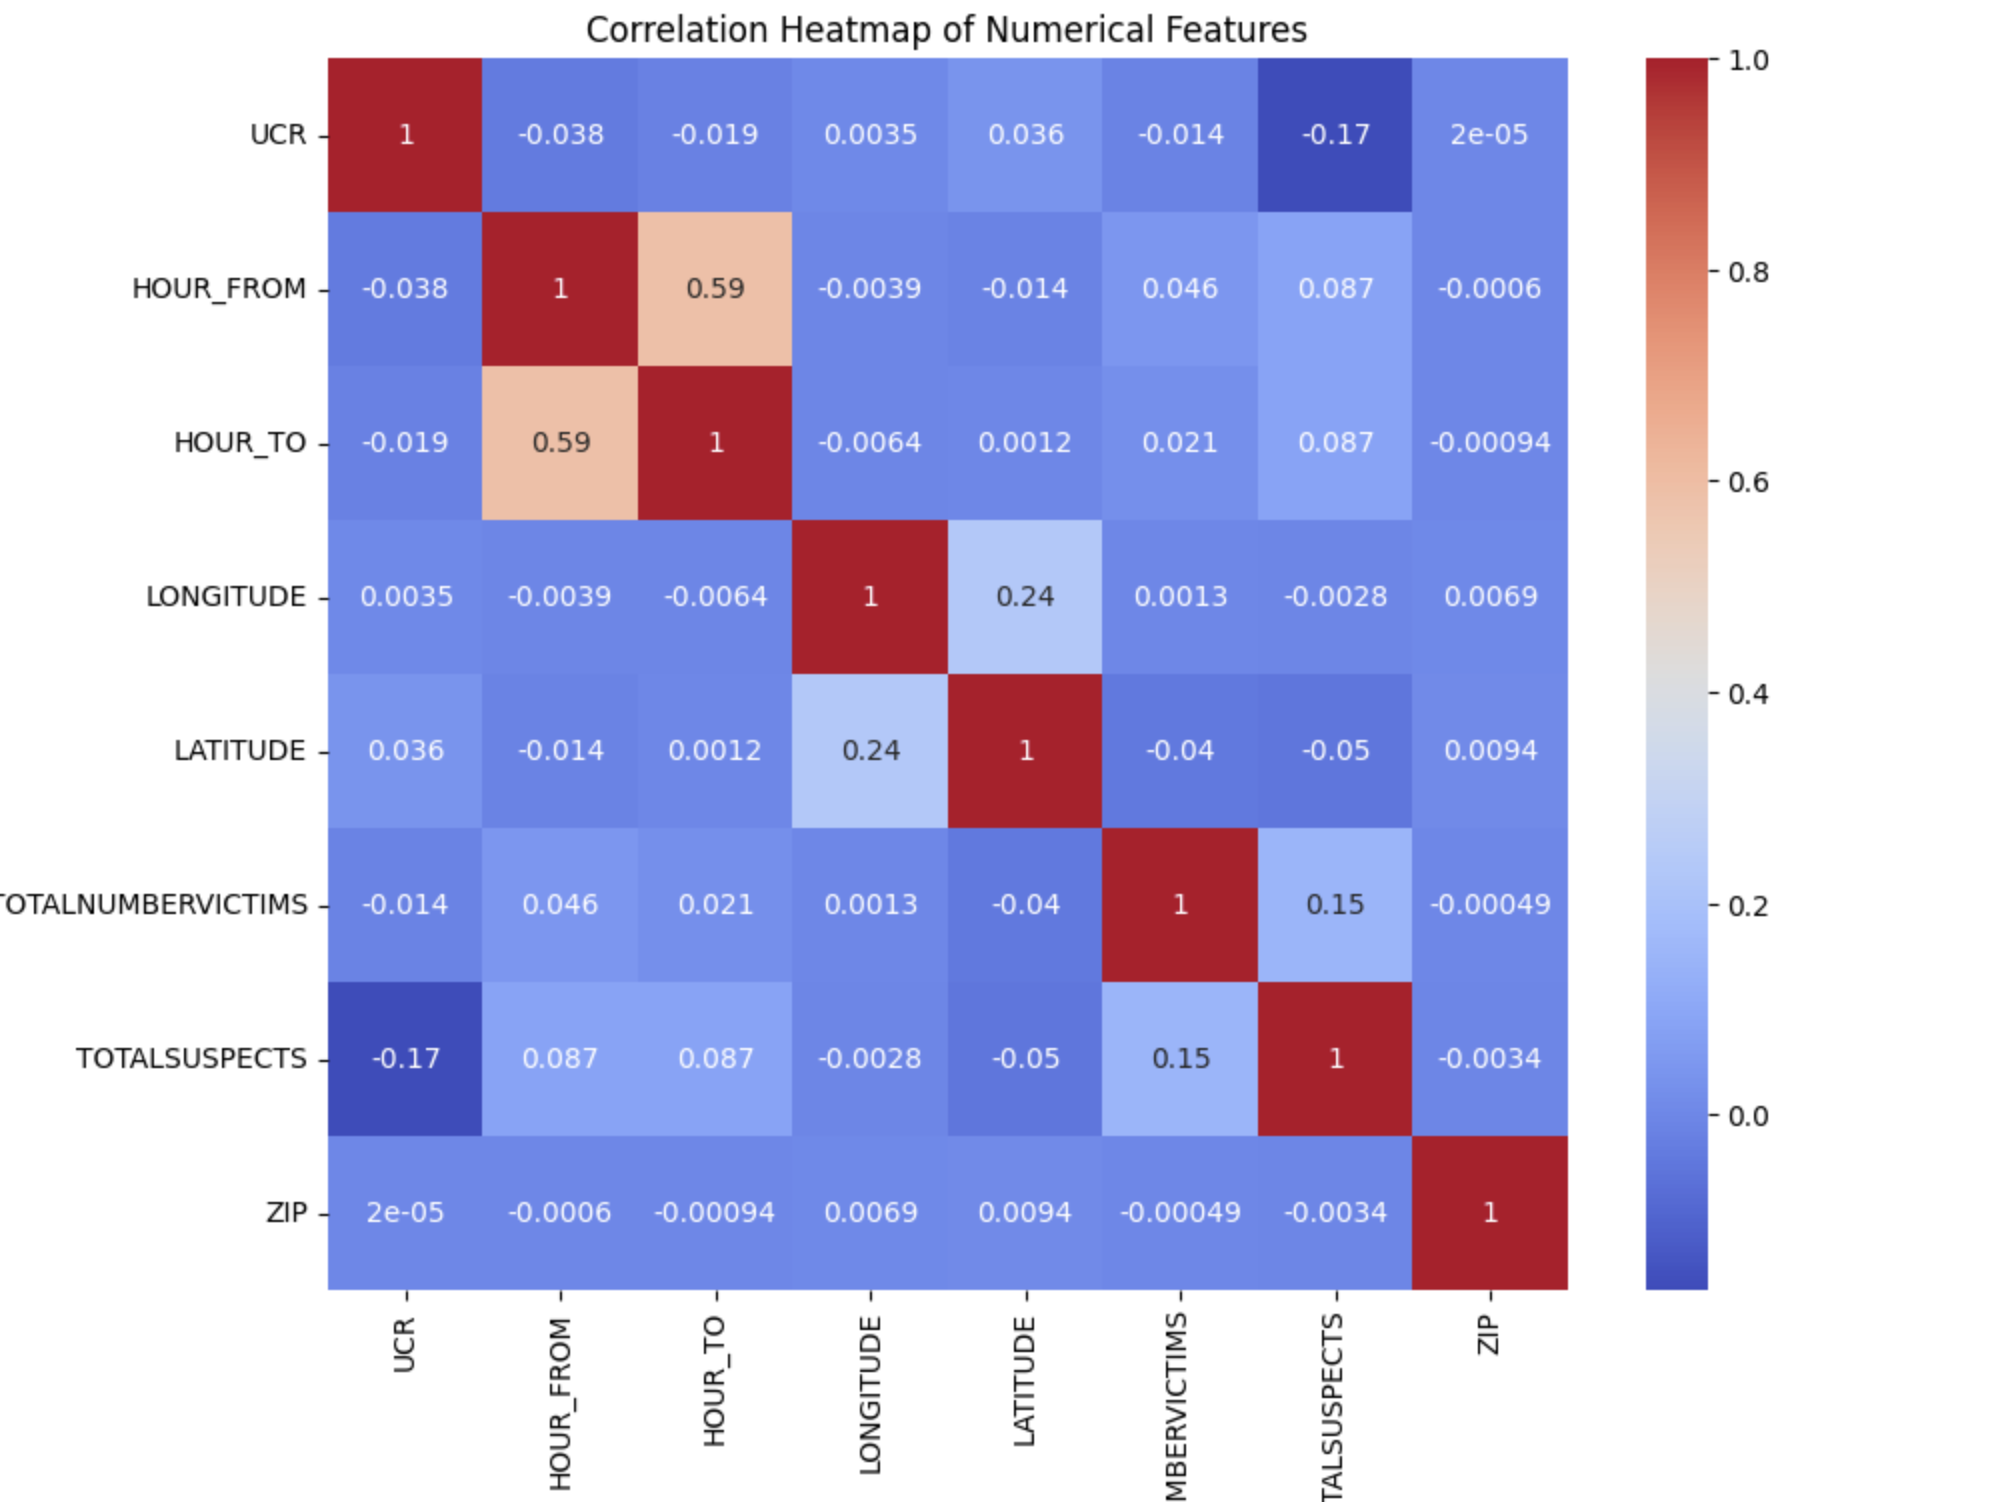 Correlation Heatmap of Numerical Features
UCR 1 -0.038 -0.019 0.0035 0.036 -0.014 -0.17 2e-05
HOUR_FROM -0.038 1 0.59 -0.0039 -0.014 0.046 0.087 -0.0006
HOUR_TO -0.019 0.59 1 -0.0064 0.0012 0.021 0.087 -0.00094
LONGITUDE 0.0035 -0.0039 -0.0064 1 0.24 0.0013 -0.0028 0.0069
LATITUDE 0.036 -0.014 0.0012 0.24 1 -0.04 -0.05 0.0094
TOTALNUMBERVICTIMS -0.014 0.046 0.021 0.0013 -0.04 1 0.15 -0.00049
TOTALSUSPECTS -0.17 0.087 0.087 -0.0028 -0.05 0.15 1 -0.0034
ZIP 2e-05 -0.0006 -0.00094 0.0069 0.0094 -0.00049 -0.0034 1
UCR
HOUR_FROM
HOUR_TO
LONGITUDE
LATITUDE
MBERVICTIMS
TALSUSPECTS
ZIP
1.0
0.8
0.6
0.4
0.2
0.0